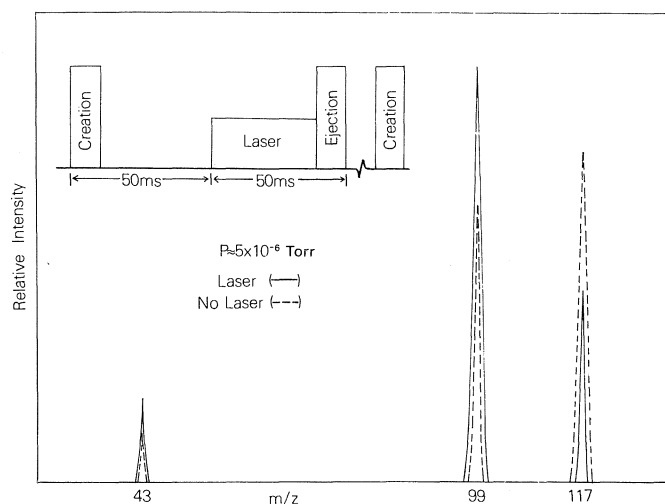 Creation
Laser
Ejection
Creation
50ms
50ms
P≈5x10⁻⁶ Torr
Laser (—)
No Laser (---)
Relative Intensity
43
m/z
99
117